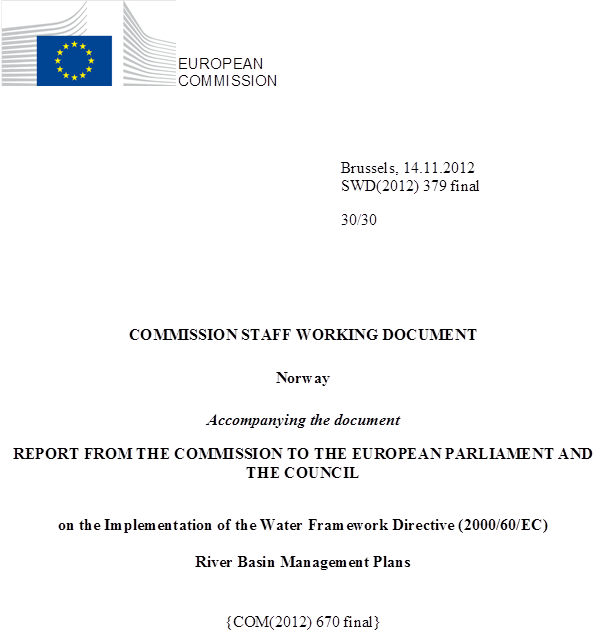 EUROPEAN
COMMISSION
Brussels, 14.11.2012
SWD(2012) 379 final
30/30
COMMISSION STAFF WORKING DOCUMENT
Norway
Accompanying the document
REPORT FROM THE COMMISSION TO THE EUROPEAN PARLIAMENT AND
THE COUNCIL
on the Implementation of the Water Framework Directive (2000/60/EC)
River Basin Management Plans
{COM(2012) 670 final}